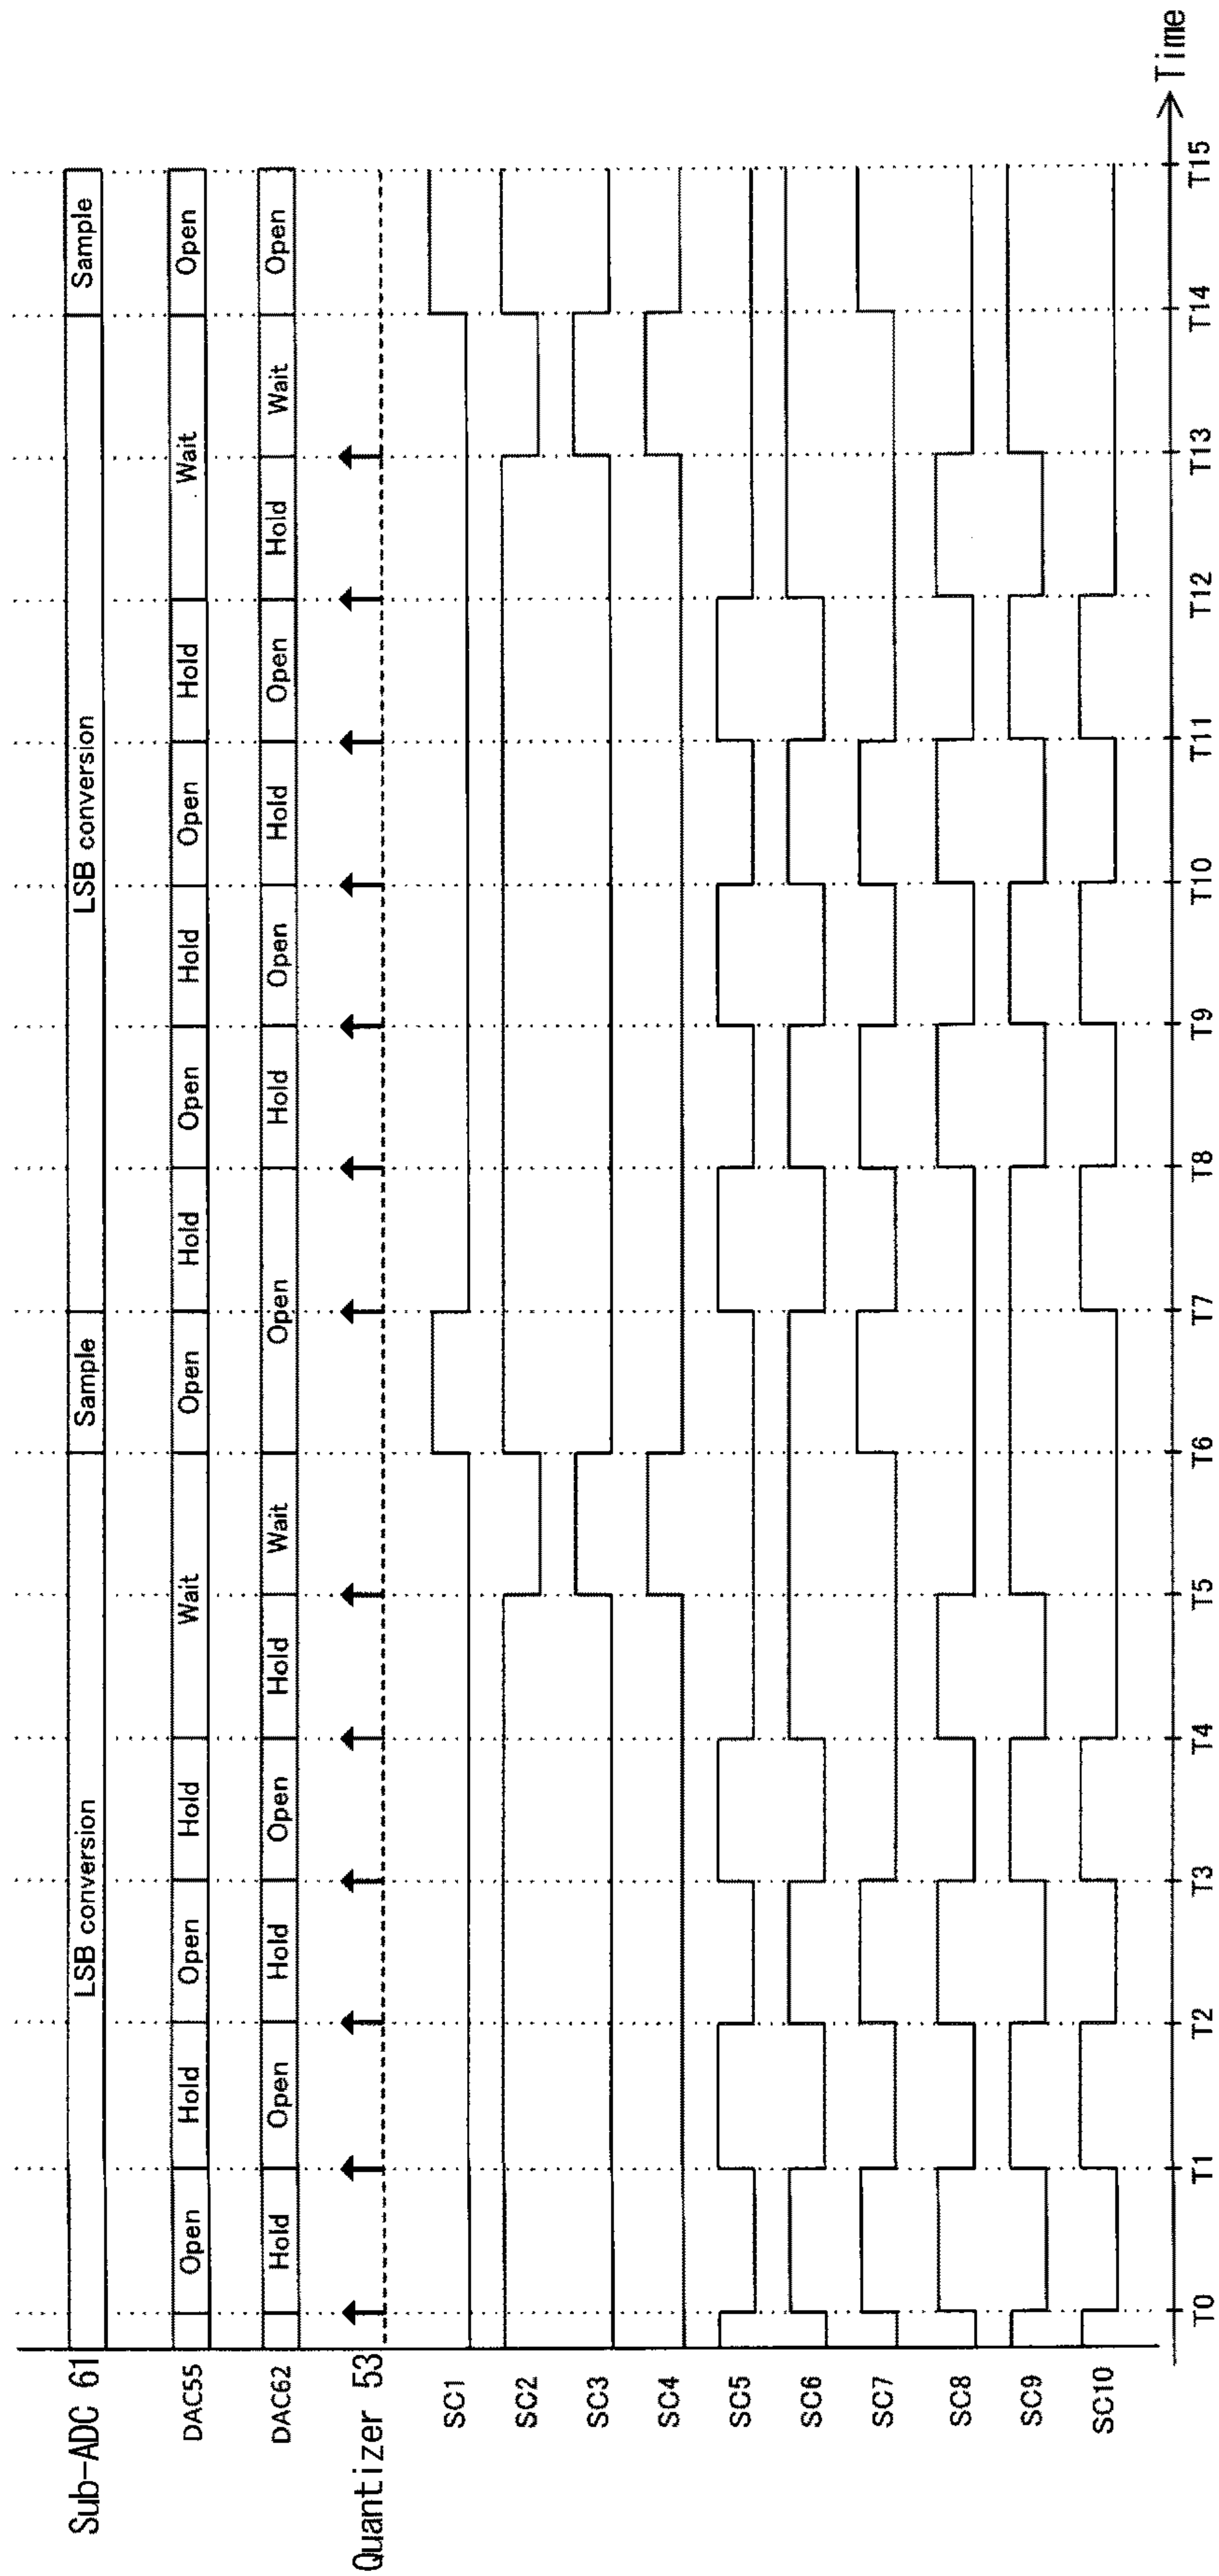 Sub-ADC 61 LSB conversion Sample LSB conversion Sample
DAC55 Open Hold Open Hold Wait Open Hold Open Hold Open Hold Wait Open
DAC62 Hold Open Hold Open Hold Wait Open Hold Open Hold Open Hold Wait Open
Quantizer 53
SC1
SC2
SC3
SC4
SC5
SC6
SC7
SC8
SC9
SC10
T0 T1 T2 T3 T4 T5 T6 T7 T8 T9 T10 T11 T12 T13 T14 T15 Time